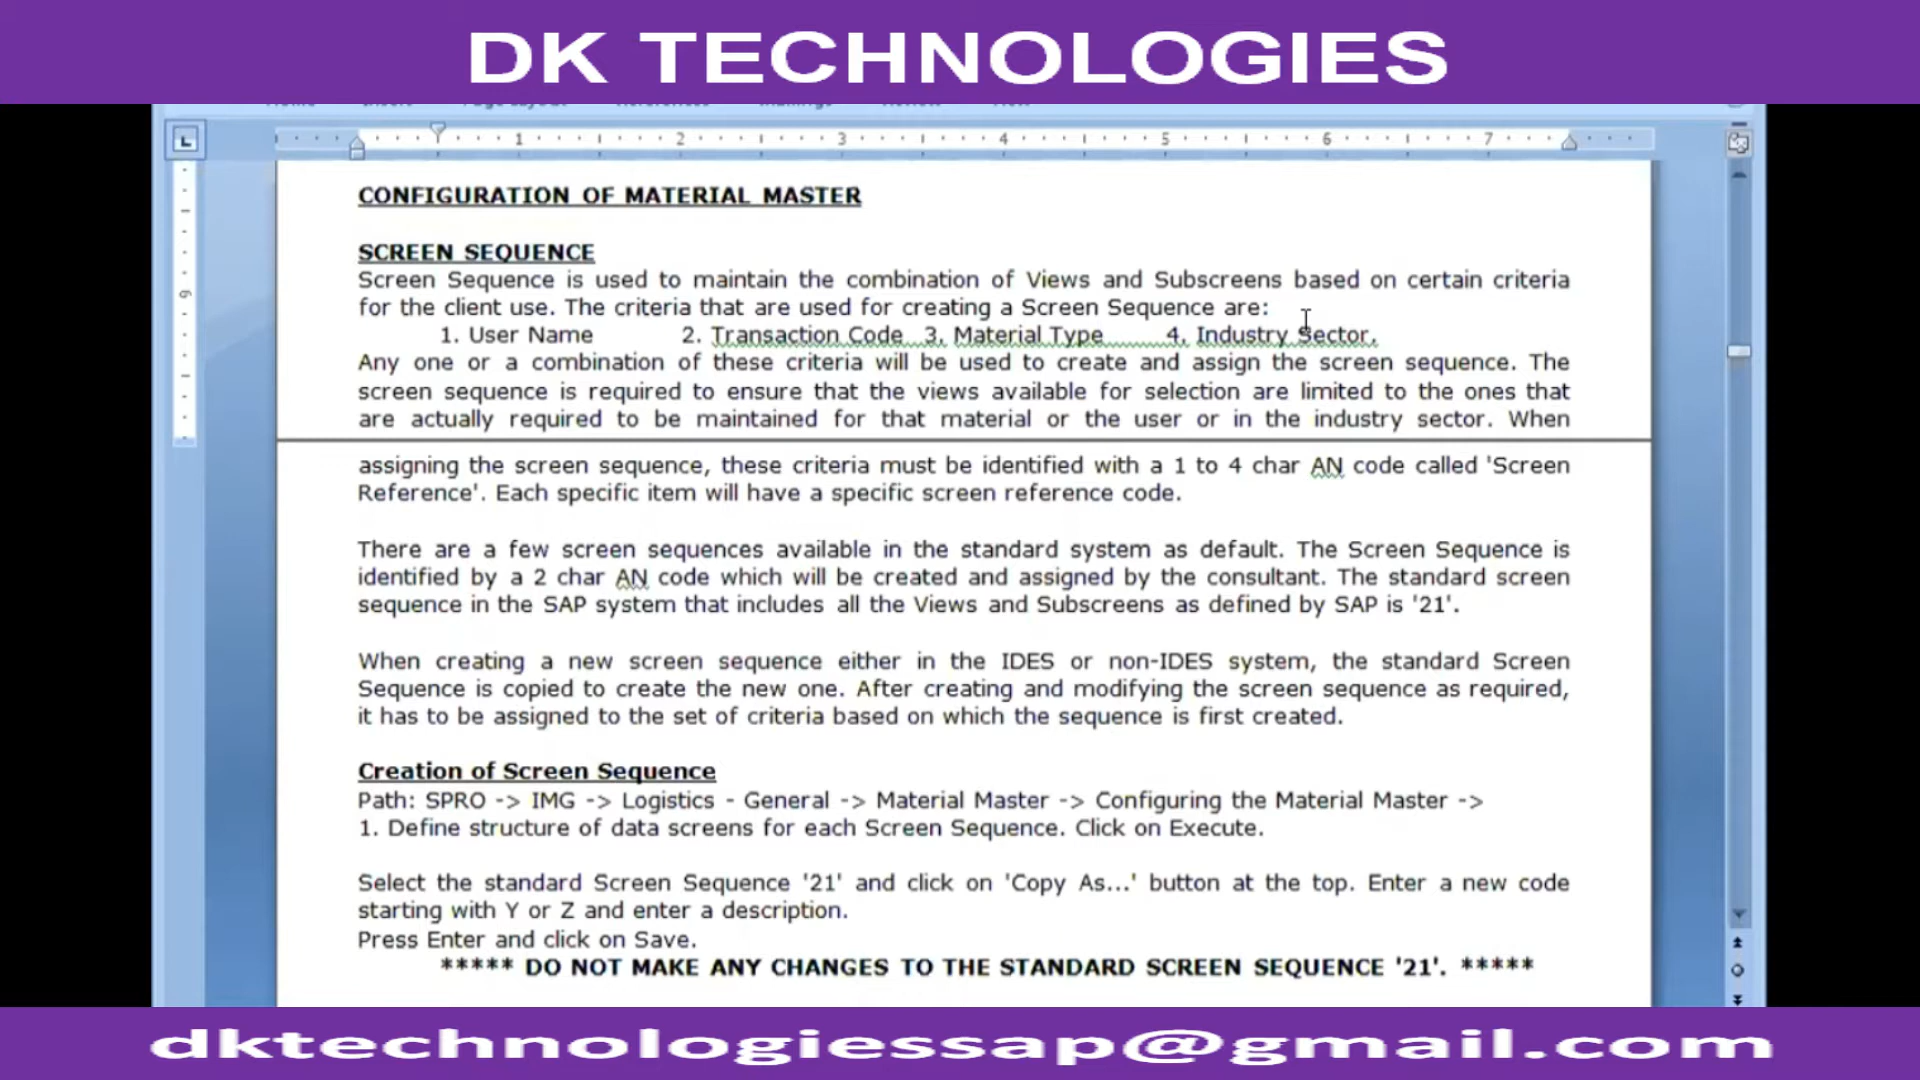 DK TECHNOLOGIES
1 2 3 4 5 6 7
CONFIGURATION OF MATERIAL MASTER
SCREEN SEQUENCE
Screen Sequence is used to maintain the combination of Views and Subscreens based on certain criteria
for the client use. The criteria that are used for creating a Screen Sequence are:
1. User Name 2. Transaction Code 3. Material Type 4. Industry Sector.
Any one or a combination of these criteria will be used to create and assign the screen sequence. The
screen sequence is required to ensure that the views available for selection are limited to the ones that
are actually required to be maintained for that material or the user or in the industry sector. When
assigning the screen sequence, these criteria must be identified with a 1 to 4 char AN code called 'Screen
Reference'. Each specific item will have a specific screen reference code.
There are a few screen sequences available in the standard system as default. The Screen Sequence is
identified by a 2 char AN code which will be created and assigned by the consultant. The standard screen
sequence in the SAP system that includes all the Views and Subscreens as defined by SAP is '21'.
When creating a new screen sequence either in the IDES or non-IDES system, the standard Screen
Sequence is copied to create the new one. After creating and modifying the screen sequence as required,
it has to be assigned to the set of criteria based on which the sequence is first created.
Creation of Screen Sequence
Path: SPRO -> IMG -> Logistics - General -> Material Master -> Configuring the Material Master ->
1. Define structure of data screens for each Screen Sequence. Click on Execute.
Select the standard Screen Sequence '21' and click on 'Copy As...' button at the top. Enter a new code
starting with Y or Z and enter a description.
Press Enter and click on Save.
***** DO NOT MAKE ANY CHANGES TO THE STANDARD SCREEN SEQUENCE '21'. *****
dktechnologiessap@gmail.com